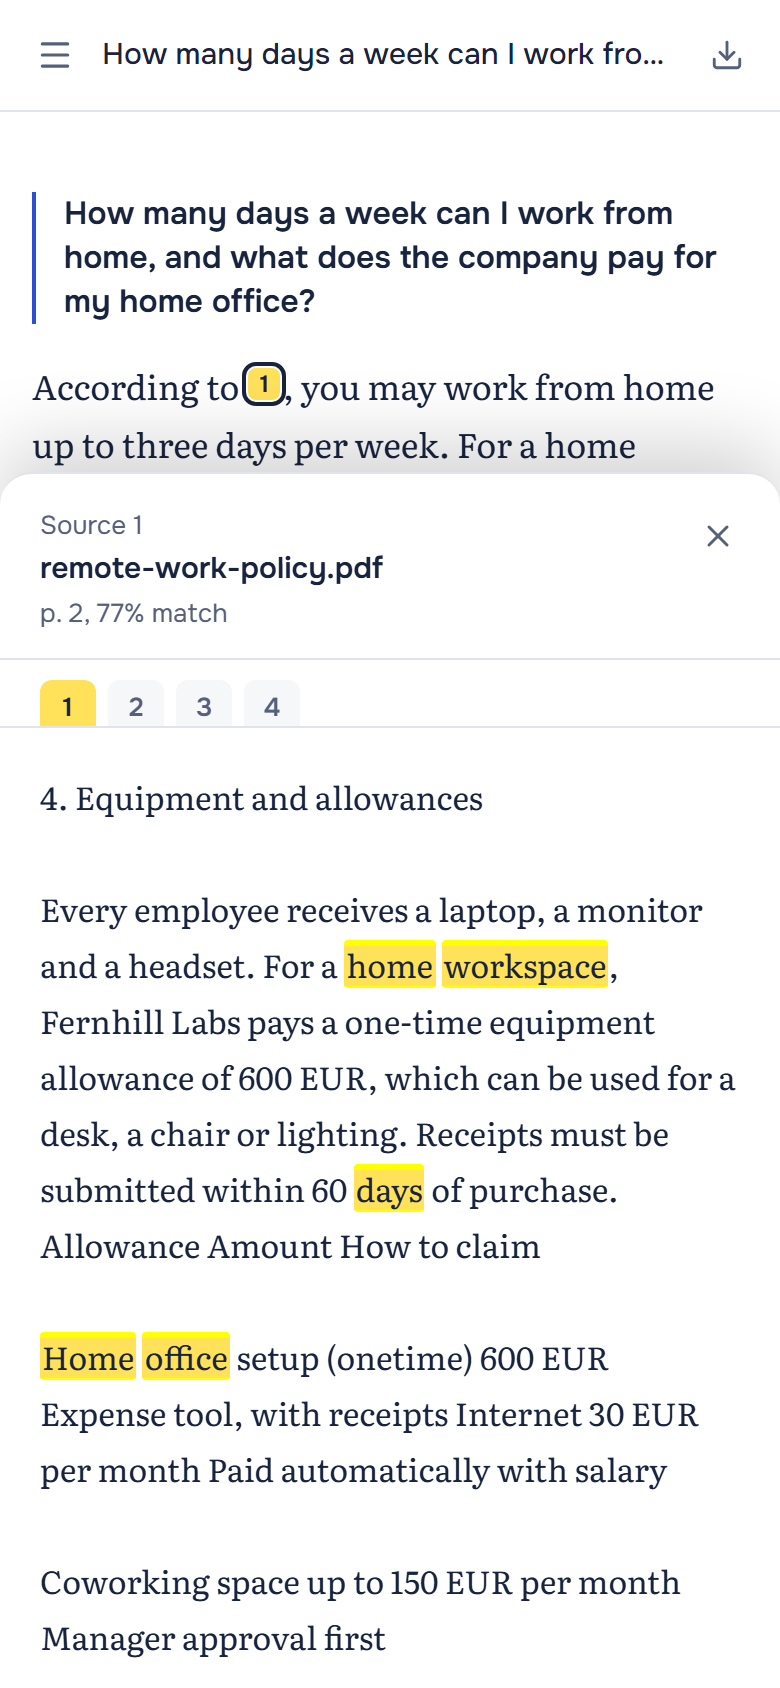 How many days a week can I work fro...
How many days a week can I work from
home, and what does the company pay for
my home office?
According to 1, you may work from home
up to three days per week. For a home
Source 1
remote-work-policy.pdf
p. 2, 77% match
1 2 3 4
4. Equipment and allowances
Every employee receives a laptop, a monitor
and a headset. For a home workspace,
Fernhill Labs pays a one-time equipment
allowance of 600 EUR, which can be used for a
desk, a chair or lighting. Receipts must be
submitted within 60 days of purchase.
Allowance Amount How to claim
Home office setup (onetime) 600 EUR
Expense tool, with receipts Internet 30 EUR
per month Paid automatically with salary
Coworking space up to 150 EUR per month
Manager approval first